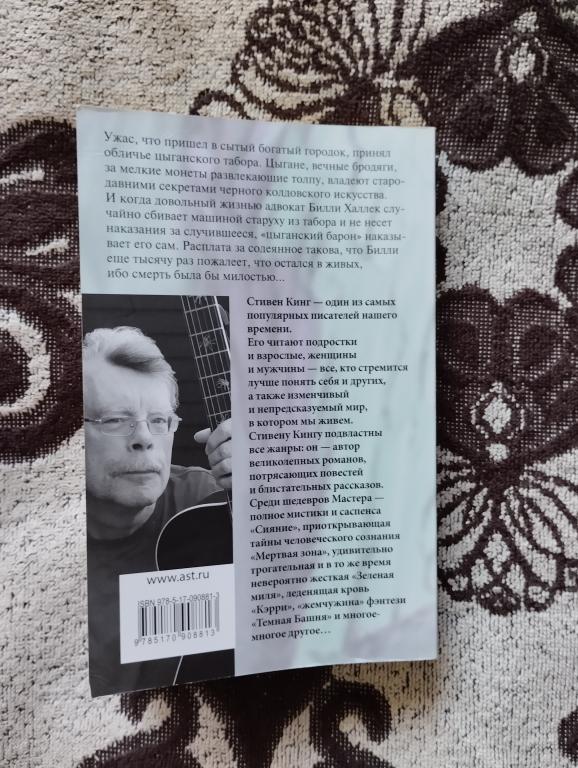 Ужас, что пришел в сытый богатый городок, принял
обличье цыганского табора. Цыгане, вечные бродяги,
за мелкие монеты развлекающие толпу, владеют старо-
давними секретами черного колдовского искусства.
И когда довольный жизнью адвокат Билли Халлек слу-
чайно сбивает машиной старуху из табора и не несет
наказания за случившееся, «цыганский барон» наказы-
вает его сам. Расплата за содеянное такова, что Билли
еще тысячу раз пожалеет, что остался в живых,
ибо смерть была бы милостью...
Стивен Кинг — один из самых
популярных писателей нашего
времени.
Его читают подростки
и взрослые, женщины
и мужчины — все, кто стремится
лучше понять себя и других,
а также изменчивый
и непредсказуемый мир,
в котором мы живем.
Стивену Кингу подвластны
все жанры: он — автор
великолепных романов,
потрясающих повестей
и блистательных рассказов.
Среди шедевров Мастера —
полное мистики и саспенса
«Сияние», приоткрывающая
тайны человеческого сознания
«Мертвая зона», удивительно
трогательная и в то же время
невероятно жесткая «Зеленая
миля», леденящая кровь
«Кэрри», «жемчужина» фэнтези
«Темная Башня» и многое-
многое другое…
www.ast.ru
ISBN 978-5-17-090881-3
9 785170 908813